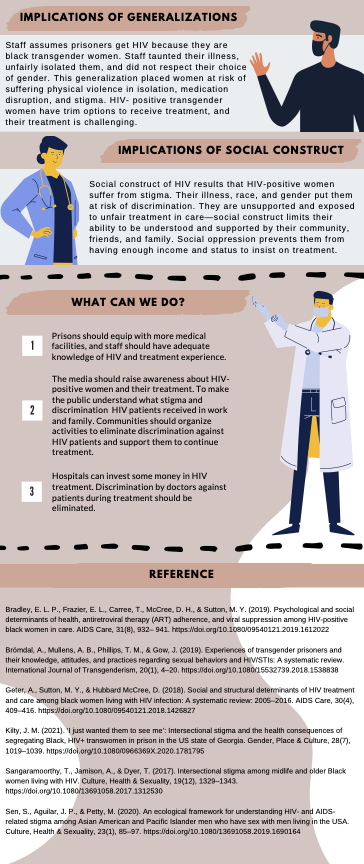 IMPLICATIONS OF GENERALIZATIONS
Staff assumes prisoners get HIV because they are
black transgender women. Staff taunted their illness,
unfairly isolated them, and did not respect their choice
of gender. This generalization placed women at risk of
suffering physical violence in isolation, medication
disruption, and stigma. HIV- positive transgender
women have trim options to receive treatment, and
their treatment is challenging.
IMPLICATIONS OF SOCIAL CONSTRUCT
Social construct of HIV results that HIV-positive women
suffer from stigma. Their illness, race, and gender put them
at risk of discrimination. They are unsupported and exposed
to unfair treatment in care—social construct limits their
ability to be understood and supported by their community,
friends, and family. Social oppression prevents them from
having enough income and status to insist on treatment.
WHAT CAN WE DO?
1
Prisons should equip with more medical
facilities, and staff should have adequate
knowledge of HIV and treatment experience.
2
The media should raise awareness about HIV-
positive women and their treatment. To make
the public understand what stigma and
discrimination HIV patients received in work
and family. Communities should organize
activities to eliminate discrimination against
HIV patients and support them to continue
treatment.
3
Hospitals can invest some money in HIV
treatment. Discrimination by doctors against
patients during treatment should be
eliminated.
REFERENCE
Bradley, E. L. P., Frazier, E. L., Carree, T., McCree, D. H., & Sutton, M. Y. (2019). Psychological and social
determinants of health, antiretroviral therapy (ART) adherence, and viral suppression among HIV-positive
black women in care. AIDS Care, 31(8), 932– 941. https://doi.org/10.1080/09540121.2019.1612022
Brömdal, A., Mullens, A. B., Phillips, T. M., & Gow, J. (2019). Experiences of transgender prisoners and
their knowledge, attitudes, and practices regarding sexual behaviors and HIV/STIs: A systematic review.
International Journal of Transgenderism, 20(1), 4–20. https://doi.org/10.1080/15532739.2018.1538838
Geter, A., Sutton, M. Y., & Hubbard McCree, D. (2018). Social and structural determinants of HIV treatment
and care among black women living with HIV infection: A systematic review: 2005–2016. AIDS Care, 30(4),
409–416. https://doi.org/10.1080/09540121.2018.1426827
Kilty, J. M. (2021). 'I just wanted them to see me': Intersectional stigma and the health consequences of
segregating Black, HIV+ transwomen in prison in the US state of Georgia. Gender, Place & Culture, 28(7),
1019–1039. https://doi.org/10.1080/0966369X.2020.1781795
Sangaramoorthy, T., Jamison, A., & Dyer, T. (2017). Intersectional stigma among midlife and older Black
women living with HIV. Culture, Health & Sexuality, 19(12), 1329–1343.
https://doi.org/10.1080/13691058.2017.1312530
Sen, S., Aguilar, J. P., & Petty, M. (2020). An ecological framework for understanding HIV- and AIDS-
related stigma among Asian American and Pacific Islander men who have sex with men living in the USA.
Culture, Health & Sexuality, 23(1), 85–97. https://doi.org/10.1080/13691058.2019.1690164